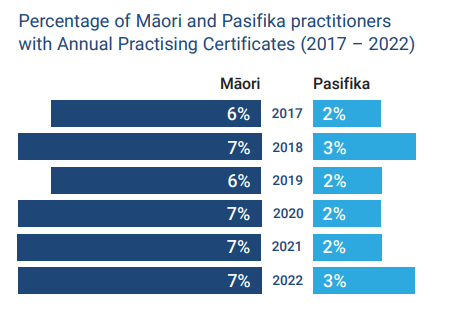 Percentage of Māori and Pasifika practitioners
with Annual Practising Certificates (2017 – 2022)
Māori Pasifika
6% 2017 2%
7% 2018 3%
6% 2019 2%
7% 2020 2%
7% 2021 2%
7% 2022 3%